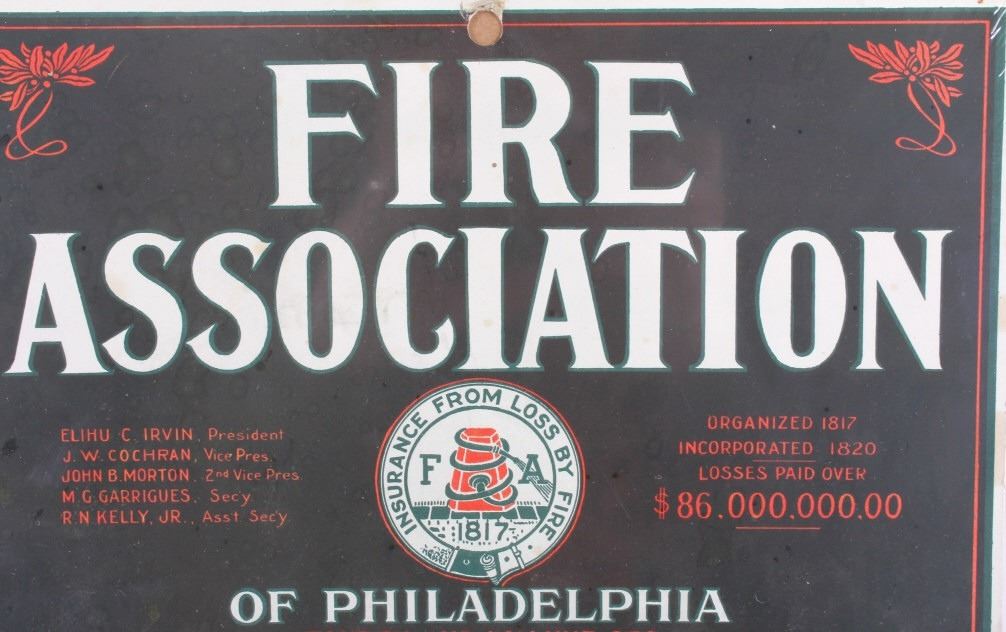 FIRE
ASSOCIATION
ELIHU C. IRVIN, President
J. W. COCHRAN, Vice Pres.
JOHN B. MORTON, 2nd Vice Pres.
M. G. GARRIGUES, Sec'y
R. N. KELLY, JR., Ass't Sec'y
INSURANCE FROM LOSS BY FIRE
F A
1817
ORGANIZED 1817
INCORPORATED 1820
LOSSES PAID OVER
$86.000.000.00
OF PHILADELPHIA